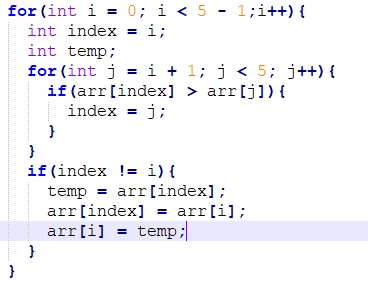 for(int i = 0; i < 5 - 1;i++){
int index = i;
int temp;
for(int j = i + 1; j < 5; j++){
if(arr[index] > arr[j]){
index = j;
}
}
if(index != i){
temp = arr[index];
arr[index] = arr[i];
arr[i] = temp;
}
}